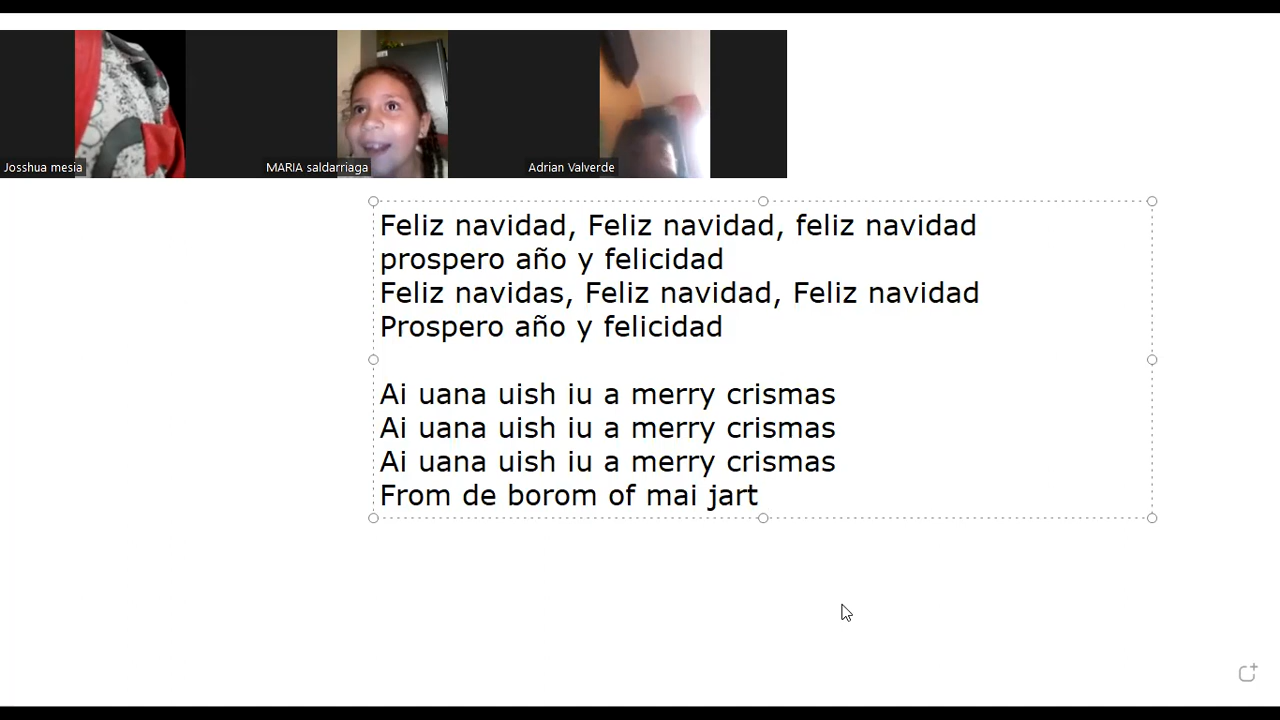 Josshua mesia
MARIA saldarriaga
Adrian Valverde
Feliz navidad, Feliz navidad, feliz navidad
prospero año y felicidad
Feliz navidas, Feliz navidad, Feliz navidad
Prospero año y felicidad
Ai uana uish iu a merry crismas
Ai uana uish iu a merry crismas
Ai uana uish iu a merry crismas
From de borom of mai jart